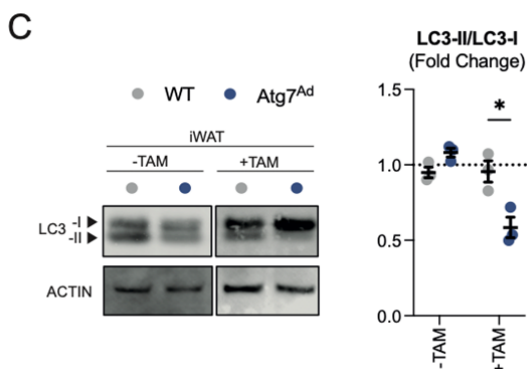 C
WT Atg7ᴬᵈ
iWAT
-TAM +TAM
LC3 -I
-II
ACTIN
LC3-II/LC3-I
(Fold Change)
1.5
*
1.0
0.5
0.0
-TAM
+TAM